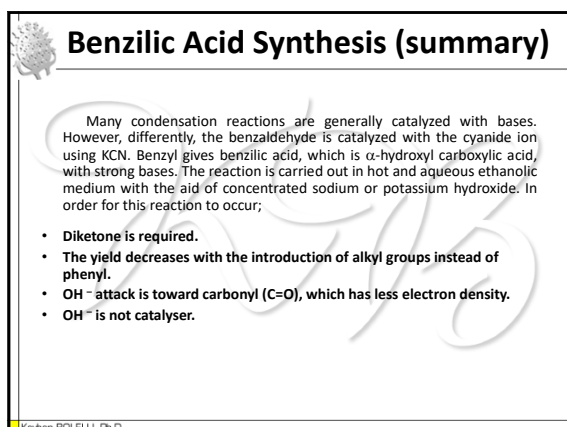 Benzilic Acid Synthesis (summary)
Many condensation reactions are generally catalyzed with bases.
However, differently, the benzaldehyde is catalyzed with the cyanide ion
using KCN. Benzyl gives benzilic acid, which is α-hydroxyl carboxylic acid,
with strong bases. The reaction is carried out in hot and aqueous ethanolic
medium with the aid of concentrated sodium or potassium hydroxide. In
order for this reaction to occur;
• Diketone is required.
• The yield decreases with the introduction of alkyl groups instead of
phenyl.
• OH⁻ attack is toward carbonyl (C=O), which has less electron density.
• OH⁻ is not catalyser.